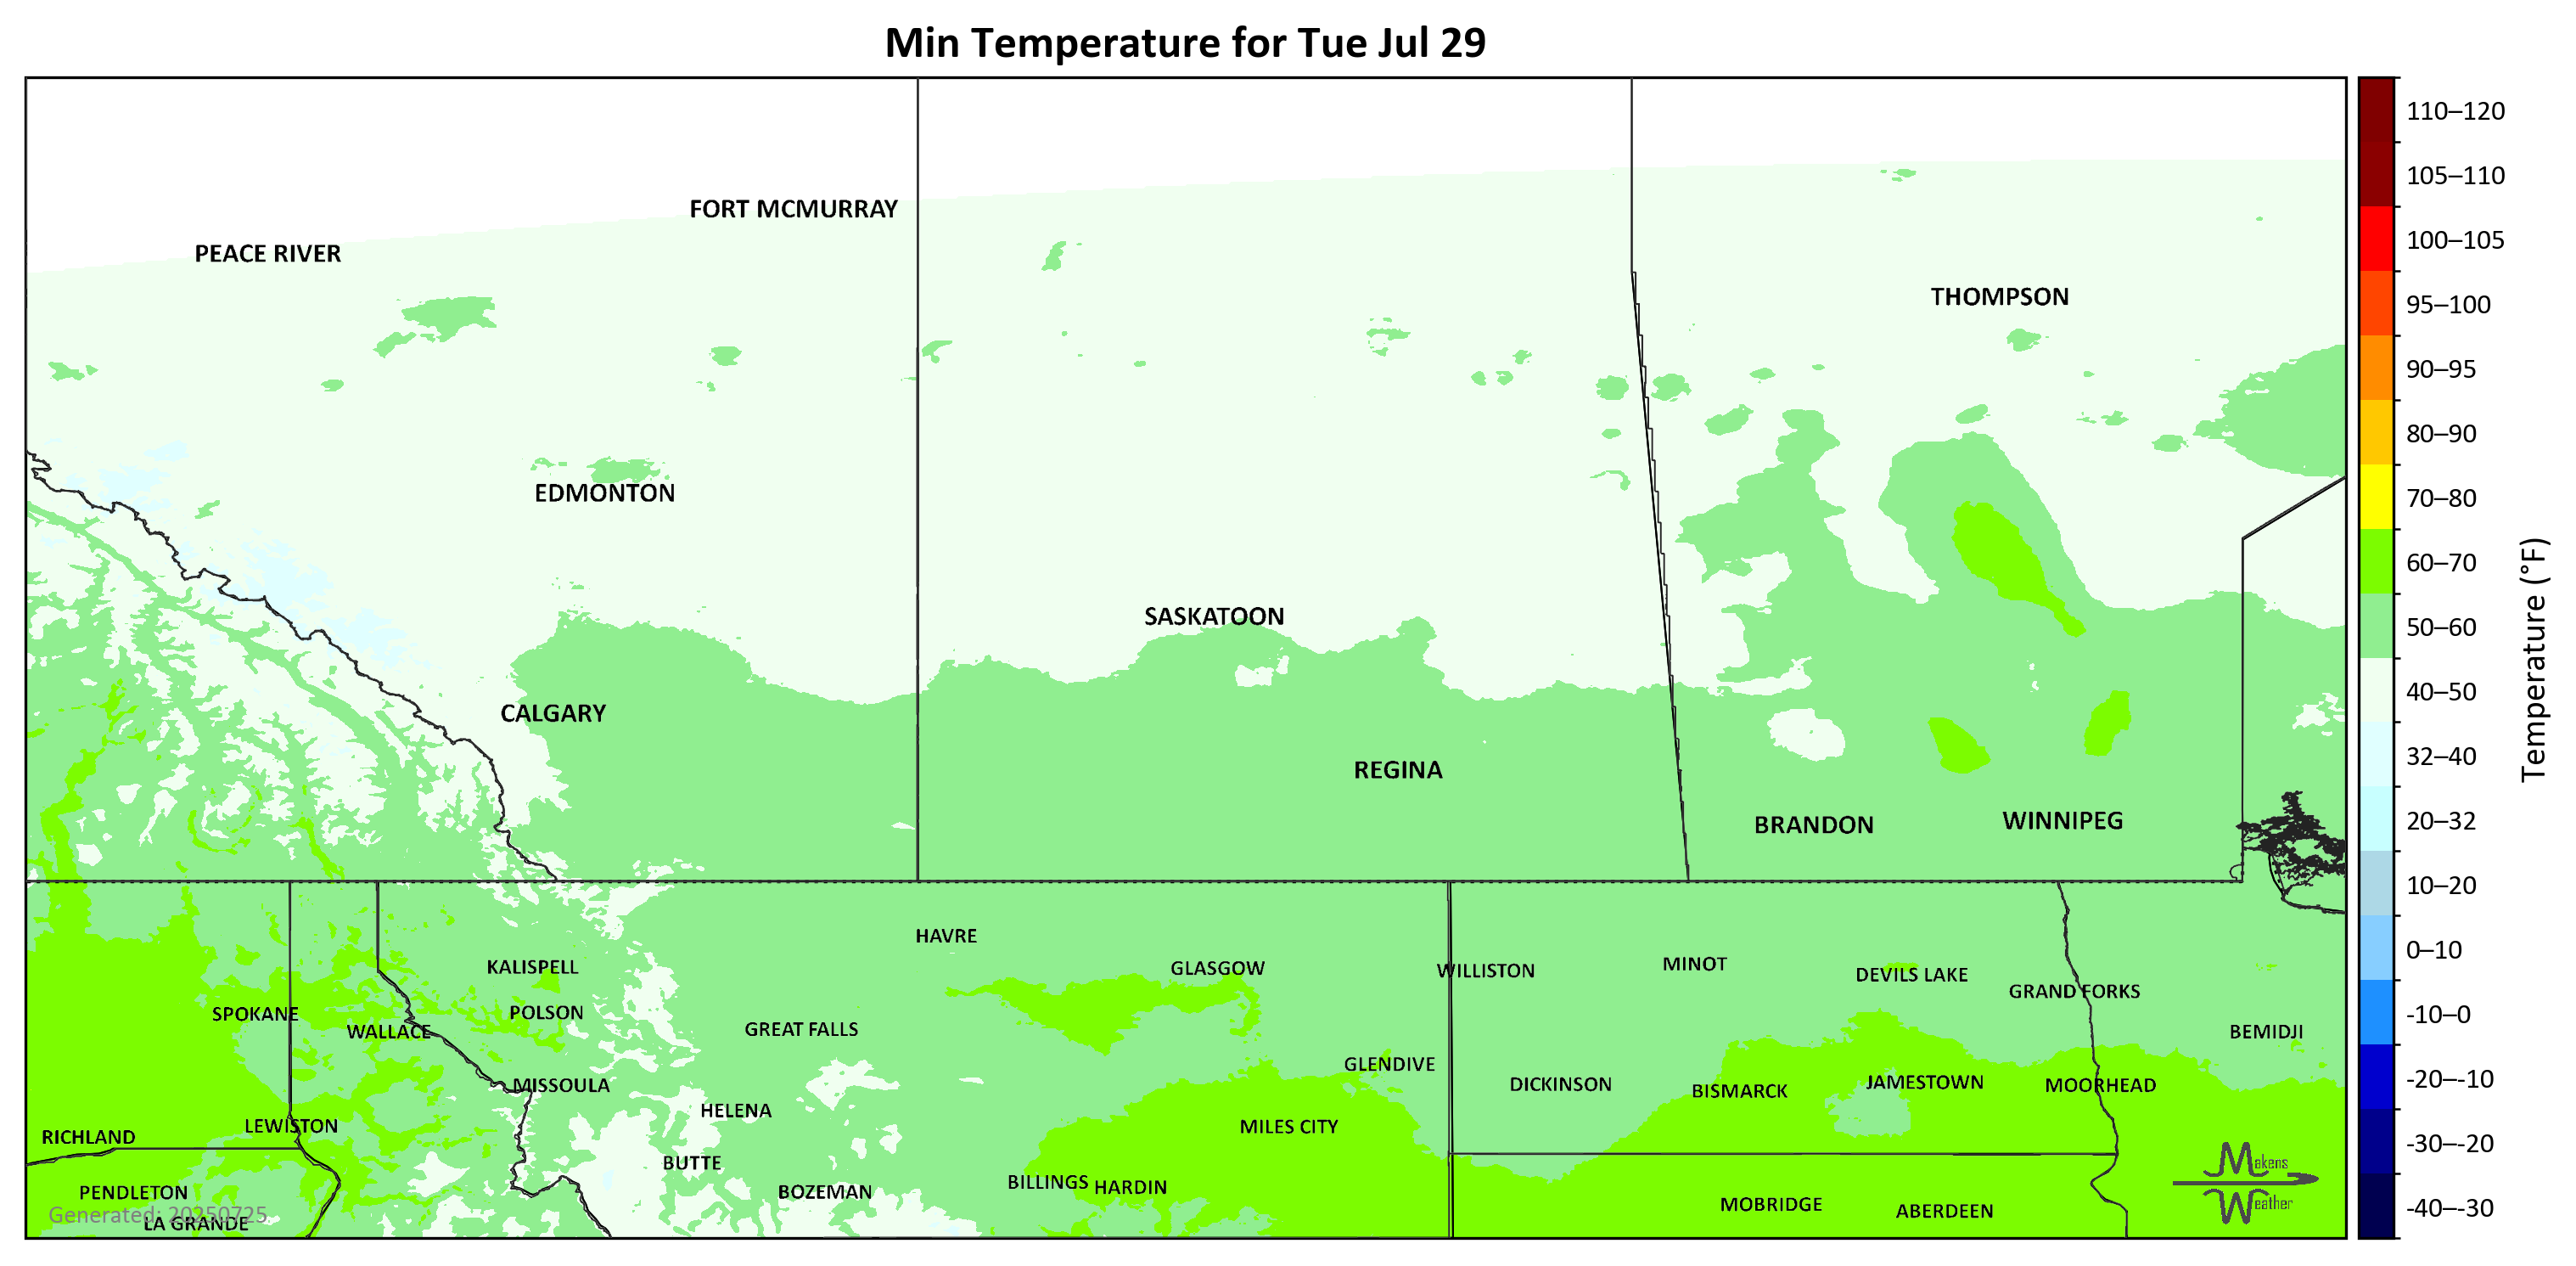 Min Temperature for Tue Jul 29
110–120
105–110
100–105
95–100
90–95
80–90
70–80
60–70
50–60
40–50
32–40
20–32
10–20
0–10
-10–0
-20–-10
-30–-20
-40–-30
Temperature (°F)
FORT MCMURRAY
PEACE RIVER
THOMPSON
EDMONTON
SASKATOON
CALGARY
REGINA
BRANDON
WINNIPEG
HAVRE
KALISPELL
GLASGOW
WILLISTON
MINOT
DEVILS LAKE
GRAND FORKS
SPOKANE
POLSON
WALLACE
GREAT FALLS
BEMIDJI
GLENDIVE
MISSOULA
DICKINSON
BISMARCK
JAMESTOWN
MOORHEAD
HELENA
LEWISTON
MILES CITY
RICHLAND
BUTTE
BILLINGS
HARDIN
BOZEMAN
PENDLETON
MOBRIDGE
ABERDEEN
Generated: 20250725
LA GRANDE
Makens
Weather